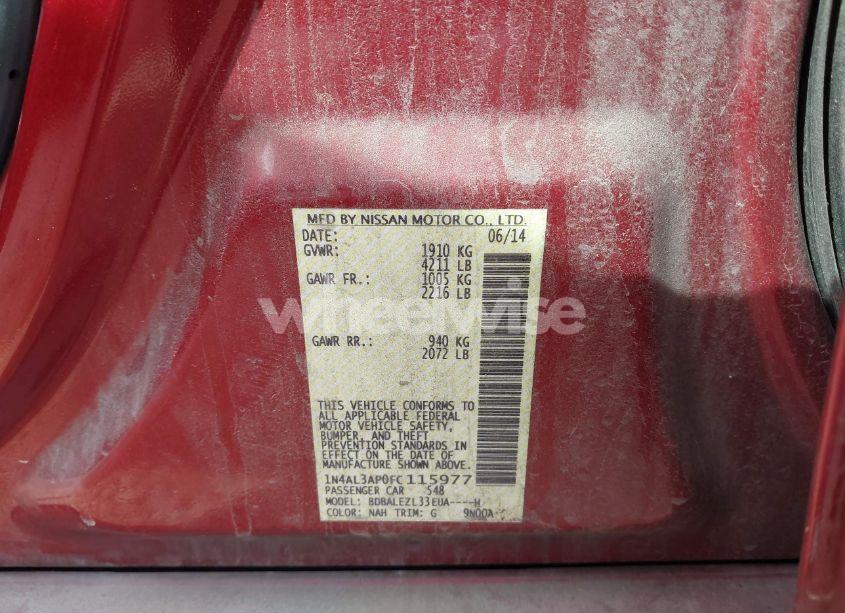 MFD BY NISSAN MOTOR CO., LTD.
DATE: 06/14
GVWR: 1910 KG
4211 LB
GAWR FR.: 1005 KG
2216 LB
wheelwise
GAWR RR.: 940 KG
2072 LB
THIS VEHICLE CONFORMS TO
ALL APPLICABLE FEDERAL
MOTOR VEHICLE SAFETY,
BUMPER, AND THEFT
PREVENTION STANDARDS IN
EFFECT ON THE DATE OF
MANUFACTURE SHOWN ABOVE.
1N4AL3AP0FC115977
PASSENGER CAR 548
MODEL: BDBALEZL33EUA----H
COLOR: NAH TRIM: G 9N00A